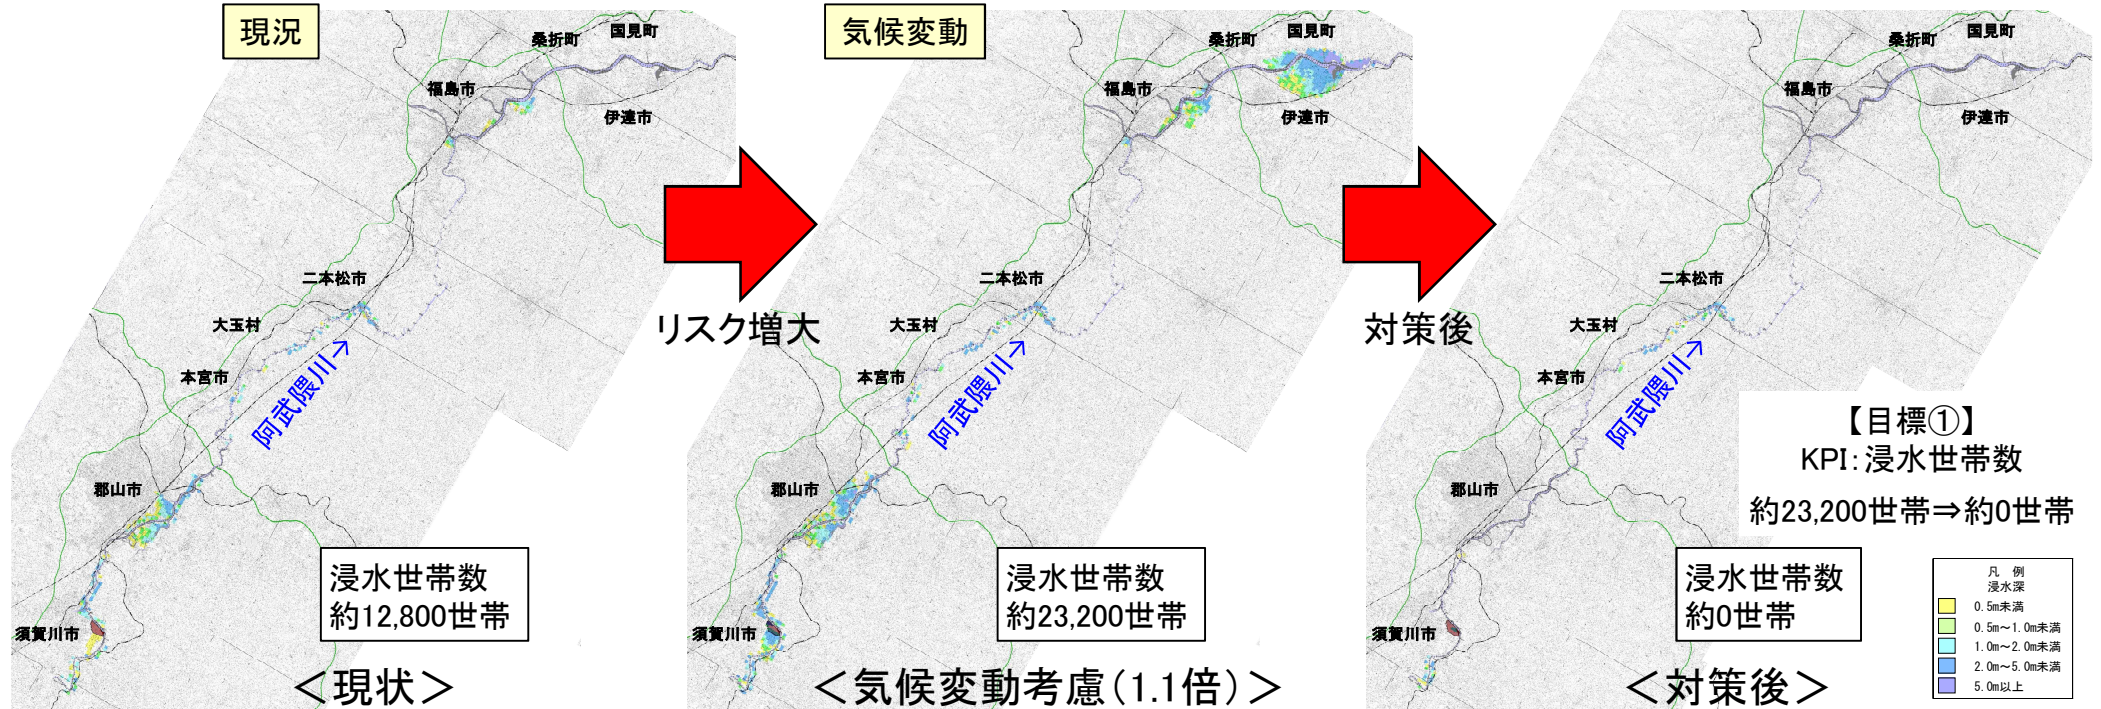 現況
国見町
桑折町
福島市
伊達市
二本松市
大玉村
本宮市
阿武隈川→
郡山市
須賀川市
浸水世帯数
約12,800世帯
＜現状＞
リスク増大
気候変動
国見町
桑折町
福島市
伊達市
二本松市
大玉村
本宮市
阿武隈川→
郡山市
須賀川市
浸水世帯数
約23,200世帯
＜気候変動考慮（1.1倍）＞
対策後
国見町
桑折町
福島市
伊達市
二本松市
大玉村
本宮市
阿武隈川→
郡山市
須賀川市
【目標①】
KPI：浸水世帯数
約23,200世帯⇒約0世帯
浸水世帯数
約0世帯
＜対策後＞
凡 例
浸水深
0.5m未満
0.5m～1.0m未満
1.0m～2.0m未満
2.0m～5.0m未満
5.0m以上